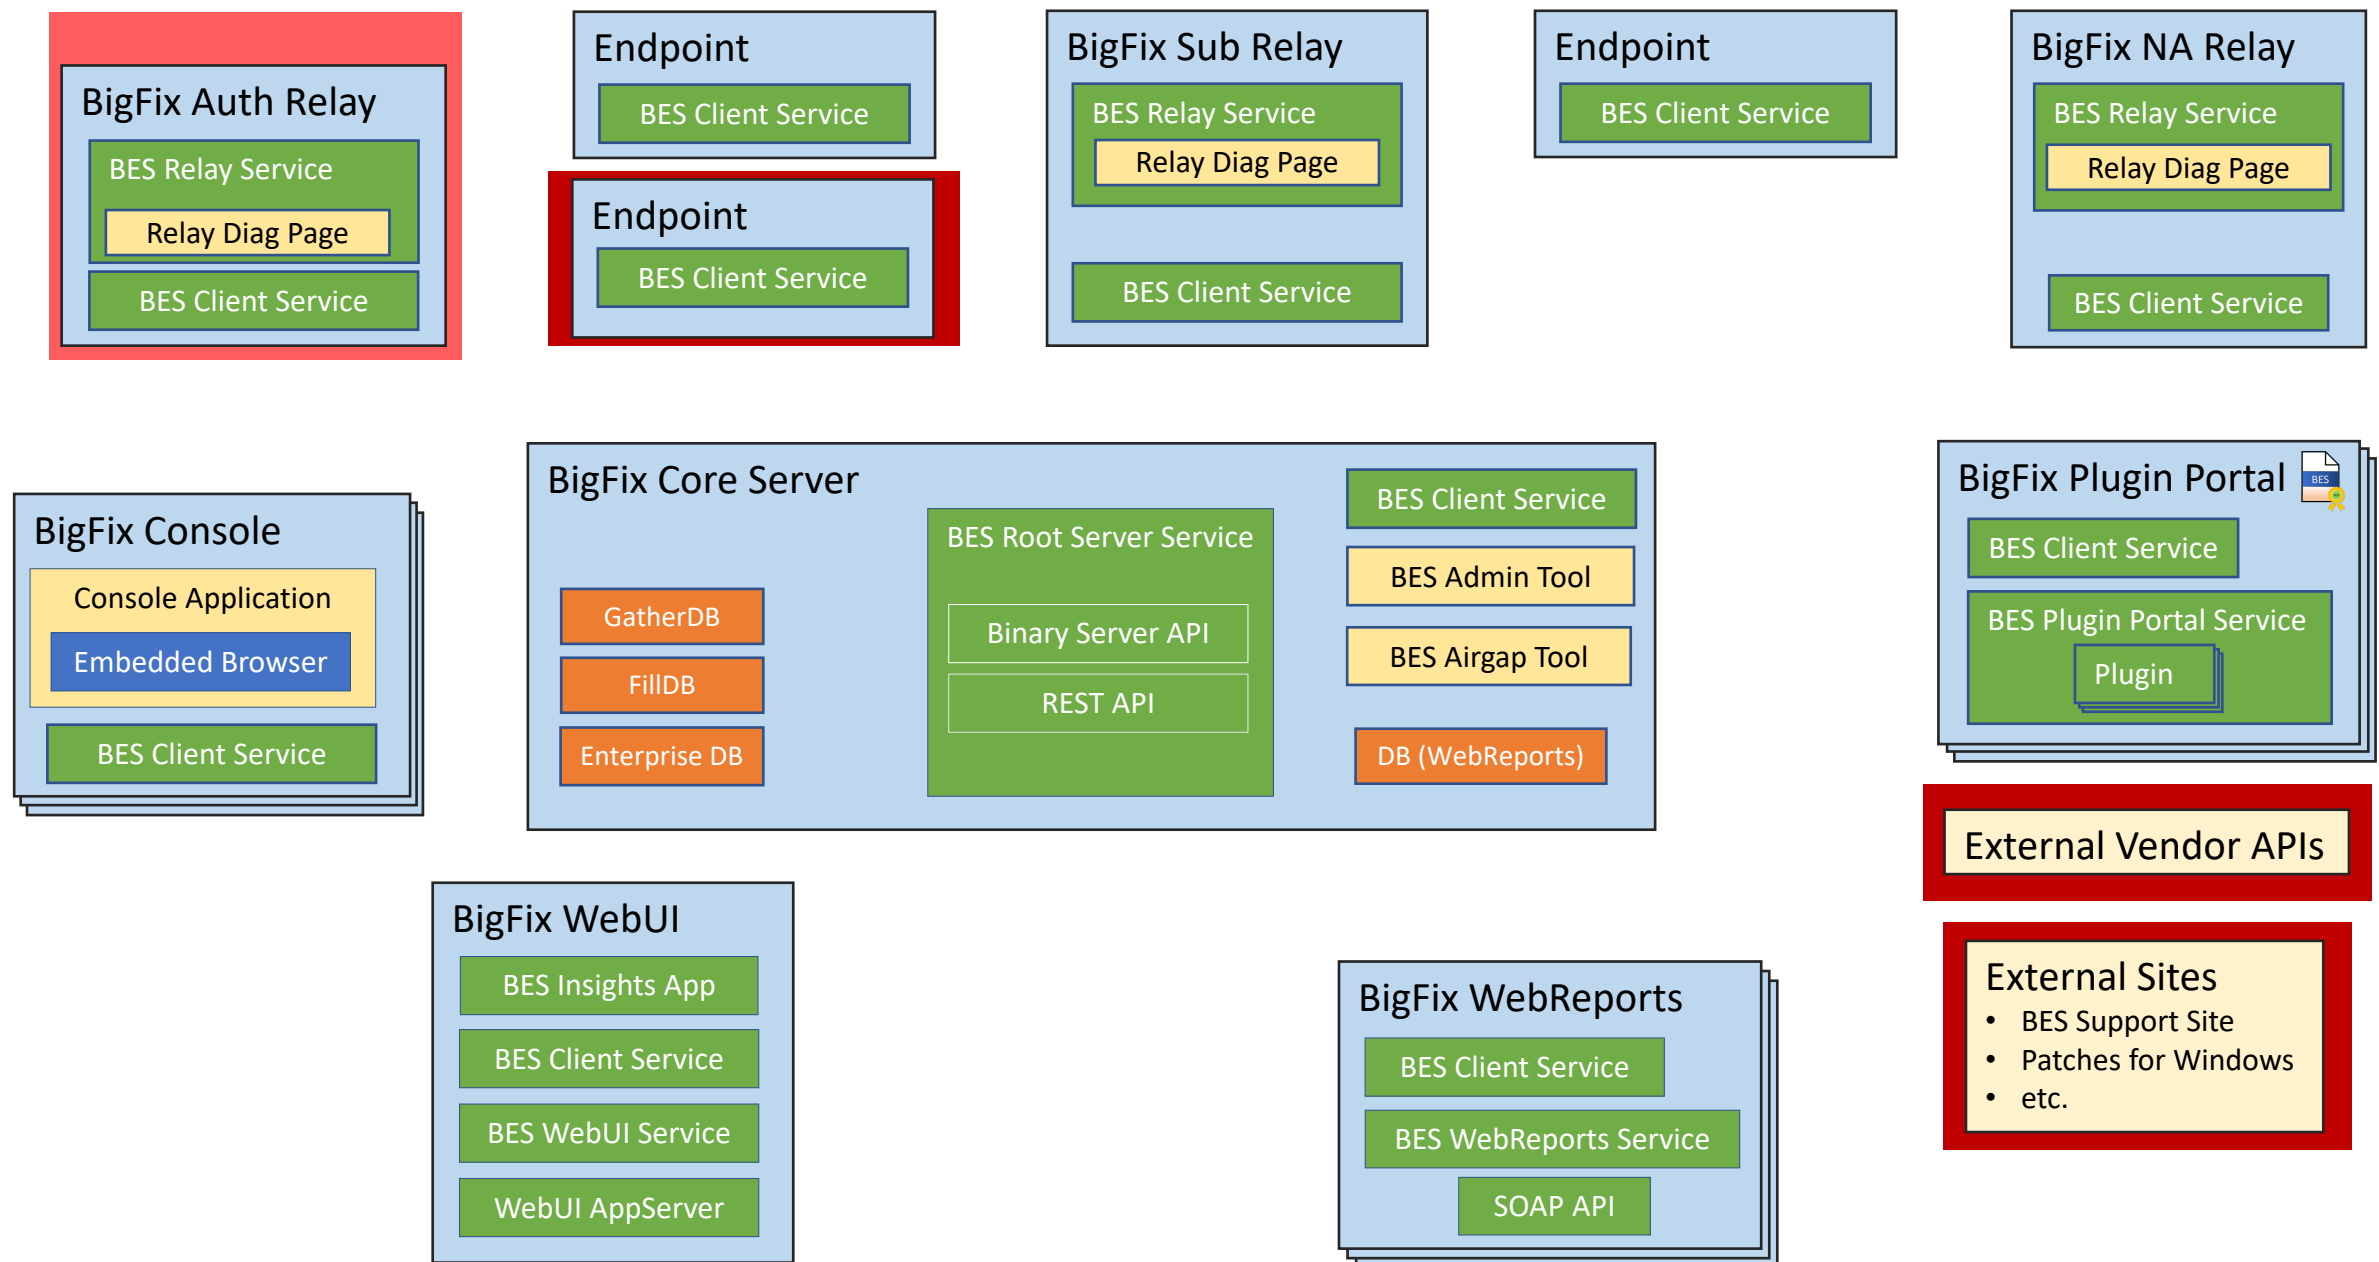 BigFix Auth Relay
BES Relay Service
Relay Diag Page
BES Client Service
Endpoint
BES Client Service
Endpoint
BES Client Service
BigFix Sub Relay
BES Relay Service
Relay Diag Page
BES Client Service
Endpoint
BES Client Service
BigFix NA Relay
BES Relay Service
Relay Diag Page
BES Client Service
BigFix Console
Console Application
Embedded Browser
BES Client Service
BigFix Core Server
GatherDB
FillDB
Enterprise DB
BES Root Server Service
Binary Server API
REST API
BES Client Service
BES Admin Tool
BES Airgap Tool
DB (WebReports)
BigFix Plugin Portal
BES
BES Client Service
BES Plugin Portal Service
Plugin
External Vendor APIs
External Sites
• BES Support Site
• Patches for Windows
• etc.
BigFix WebUI
BES Insights App
BES Client Service
BES WebUI Service
WebUI AppServer
BigFix WebReports
BES Client Service
BES WebReports Service
SOAP API